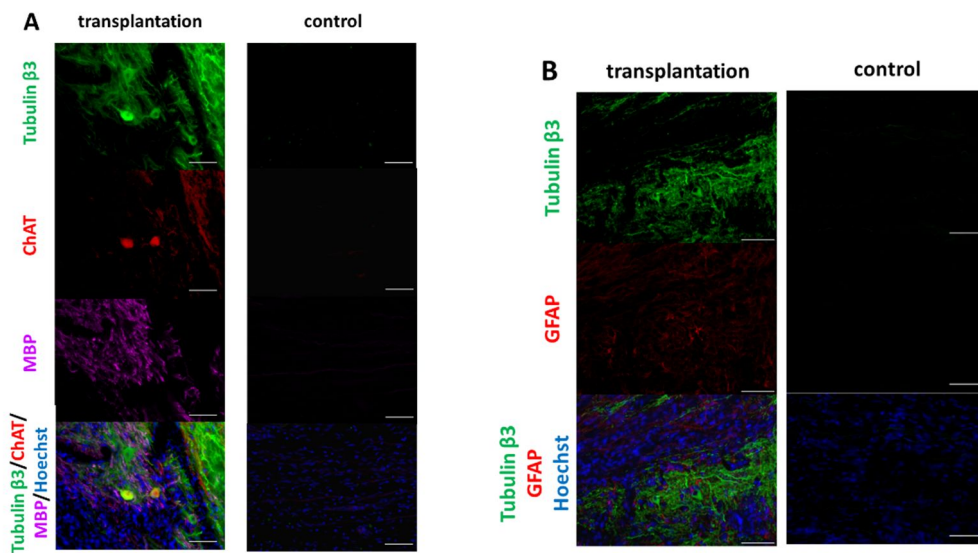 A
transplantation
control
Tubulin β3
ChAT
MBP
Tubulin β3/ChAT/
MBP/Hoechst
B
transplantation
control
Tubulin β3
GFAP
Tubulin β3
GFAP
Hoechst